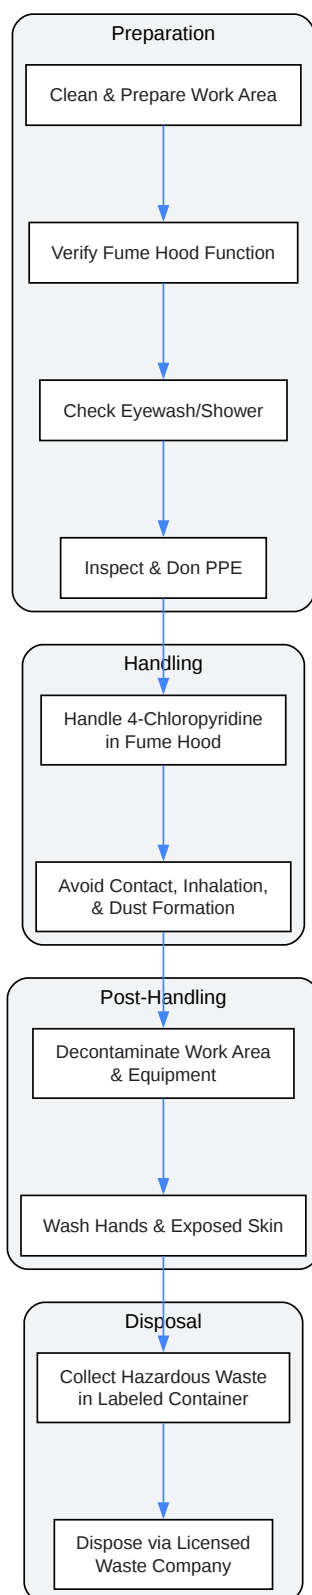 Preparation
Clean & Prepare Work Area
Verify Fume Hood Function
Check Eyewash/Shower
Inspect & Don PPE
Handling
Handle 4-Chloropyridine
in Fume Hood
Avoid Contact, Inhalation,
& Dust Formation
Post-Handling
Decontaminate Work Area
& Equipment
Wash Hands & Exposed Skin
Disposal
Collect Hazardous Waste
in Labeled Container
Dispose via Licensed
Waste Company